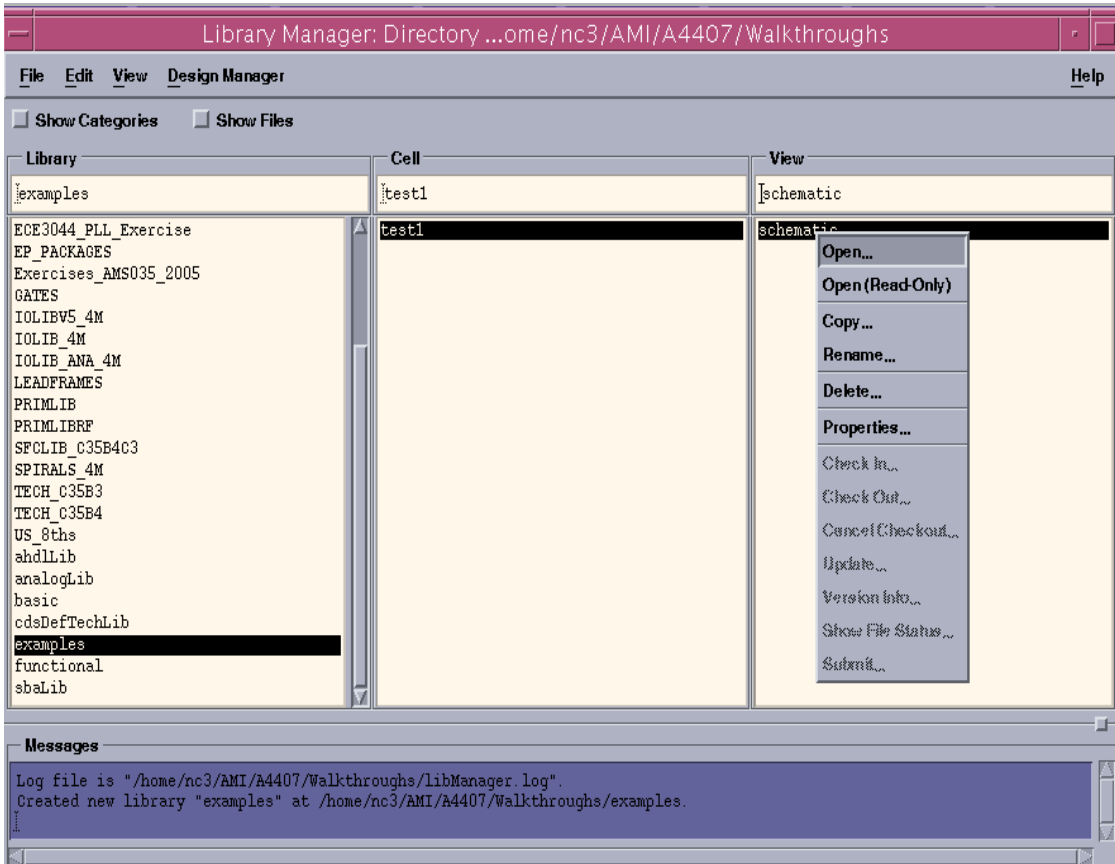 Library Manager: Directory ...ome/nc3/AMI/A4407/Walkthroughs
File Edit View Design Manager Help
Show Categories Show Files
Library Cell View
examples test1 schematic
ECE3044_PLL_Exercise
EP_PACKAGES
Exercises_AMS035_2005
GATES
IOLIBV5_4M
IOLIB_4M
IOLIB_ANA_4M
LEADFRAMES
PRIMLIB
PRIMLIBRF
SFCLIB_C35B4C3
SPIRALS_4M
TECH_C35B3
TECH_C35B4
US_8ths
ahdlLib
analogLib
basic
cdsDefTechLib
examples
functional
sbaLib
test1
schematic
Open...
Open (Read-Only)
Copy...
Rename...
Delete...
Properties...
Check In...
Check Out...
Cancel Checkout...
Update...
Version Info...
Show File Status...
Submit...
Messages
Log file is "/home/nc3/AMI/A4407/Walkthroughs/libManager.log".
Created new library "examples" at /home/nc3/AMI/A4407/Walkthroughs/examples.